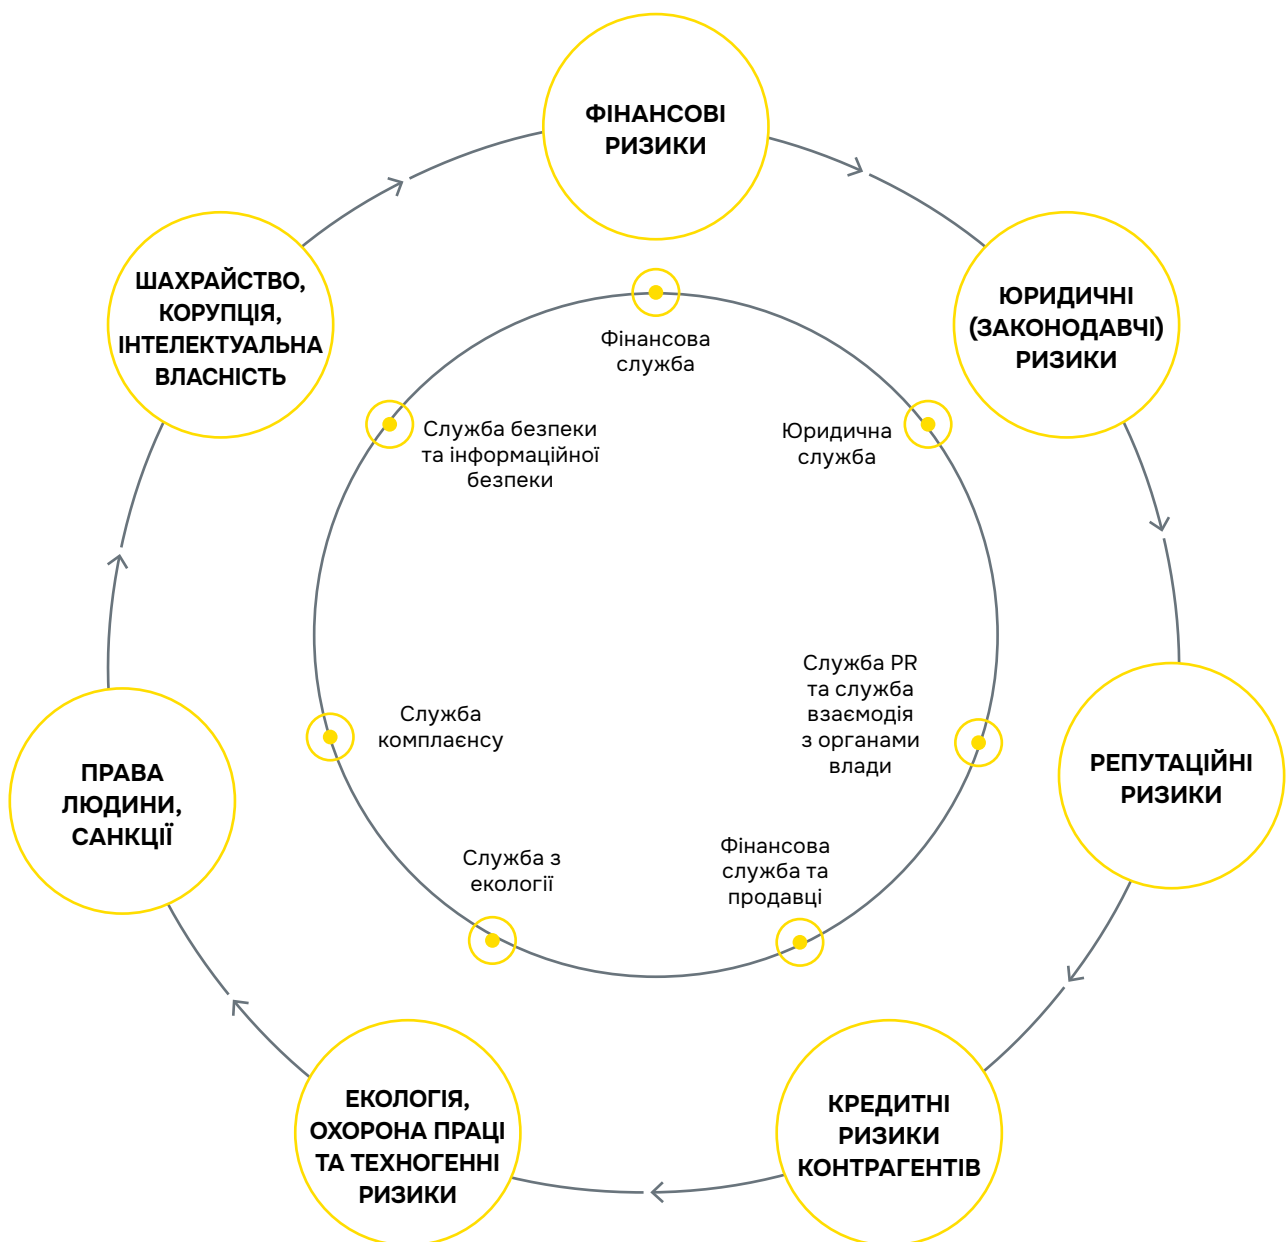 ФІНАНСОВІ
РИЗИКИ
ШАХРАЙСТВО,
КОРУПЦІЯ,
ІНТЕЛЕКТУАЛЬНА
ВЛАСНІСТЬ
ЮРИДИЧНІ
(ЗАКОНОДАВЧІ)
РИЗИКИ
Фінансова
служба
Служба безпеки
та інформаційної
безпеки
Юридична
служба
Служба PR
та служба
взаємодія
з органами
влади
Служба
комплаєнсу
ПРАВА
ЛЮДИНИ,
САНКЦІЇ
РЕПУТАЦІЙНІ
РИЗИКИ
Служба з
екології
Фінансова
служба та
продавці
ЕКОЛОГІЯ,
ОХОРОНА ПРАЦІ
ТА ТЕХНОГЕННІ
РИЗИКИ
КРЕДИТНІ
РИЗИКИ
КОНТРАГЕНТІВ